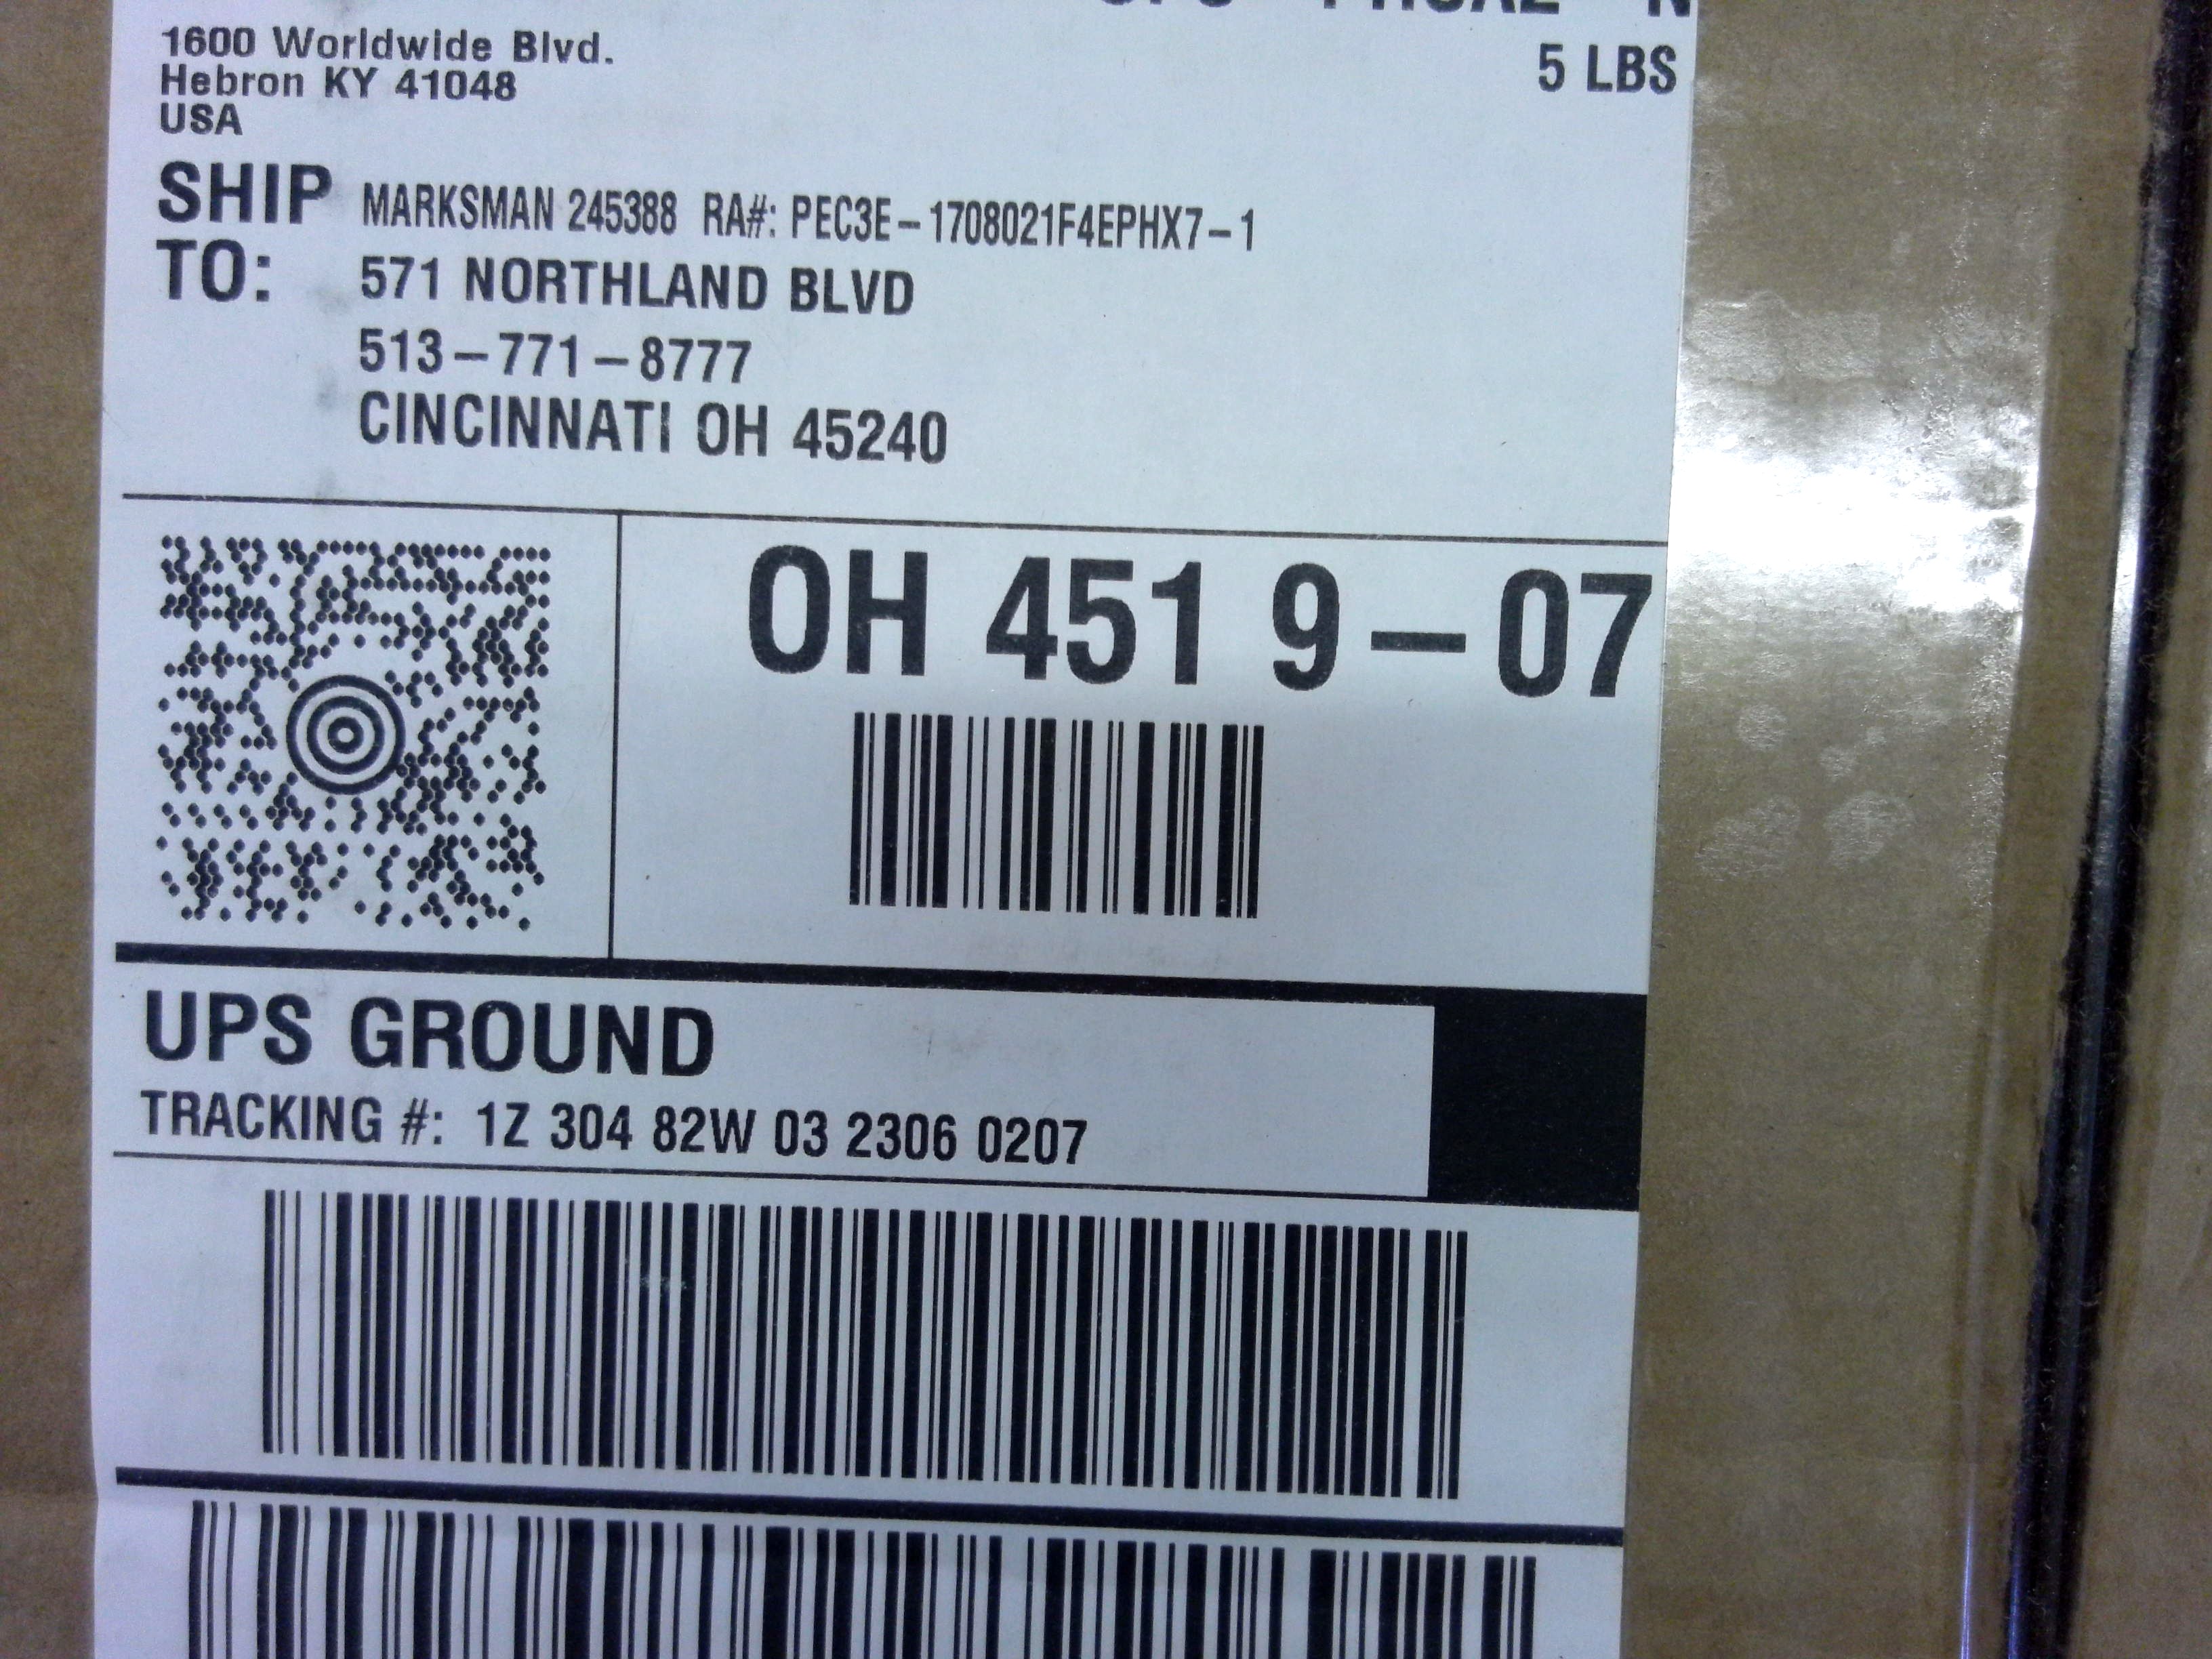 1600 Worldwide Blvd.
5 LBS
Hebron KY 41048
USA
SHIP TO:
MARKSMAN 245388 RA#: PEC3E-1708021F4EPHX7-1
571 NORTHLAND BLVD
513-771-8777
CINCINNATI OH 45240
OH 451 9-07
UPS GROUND
TRACKING #: 1Z 304 82W 03 2306 0207